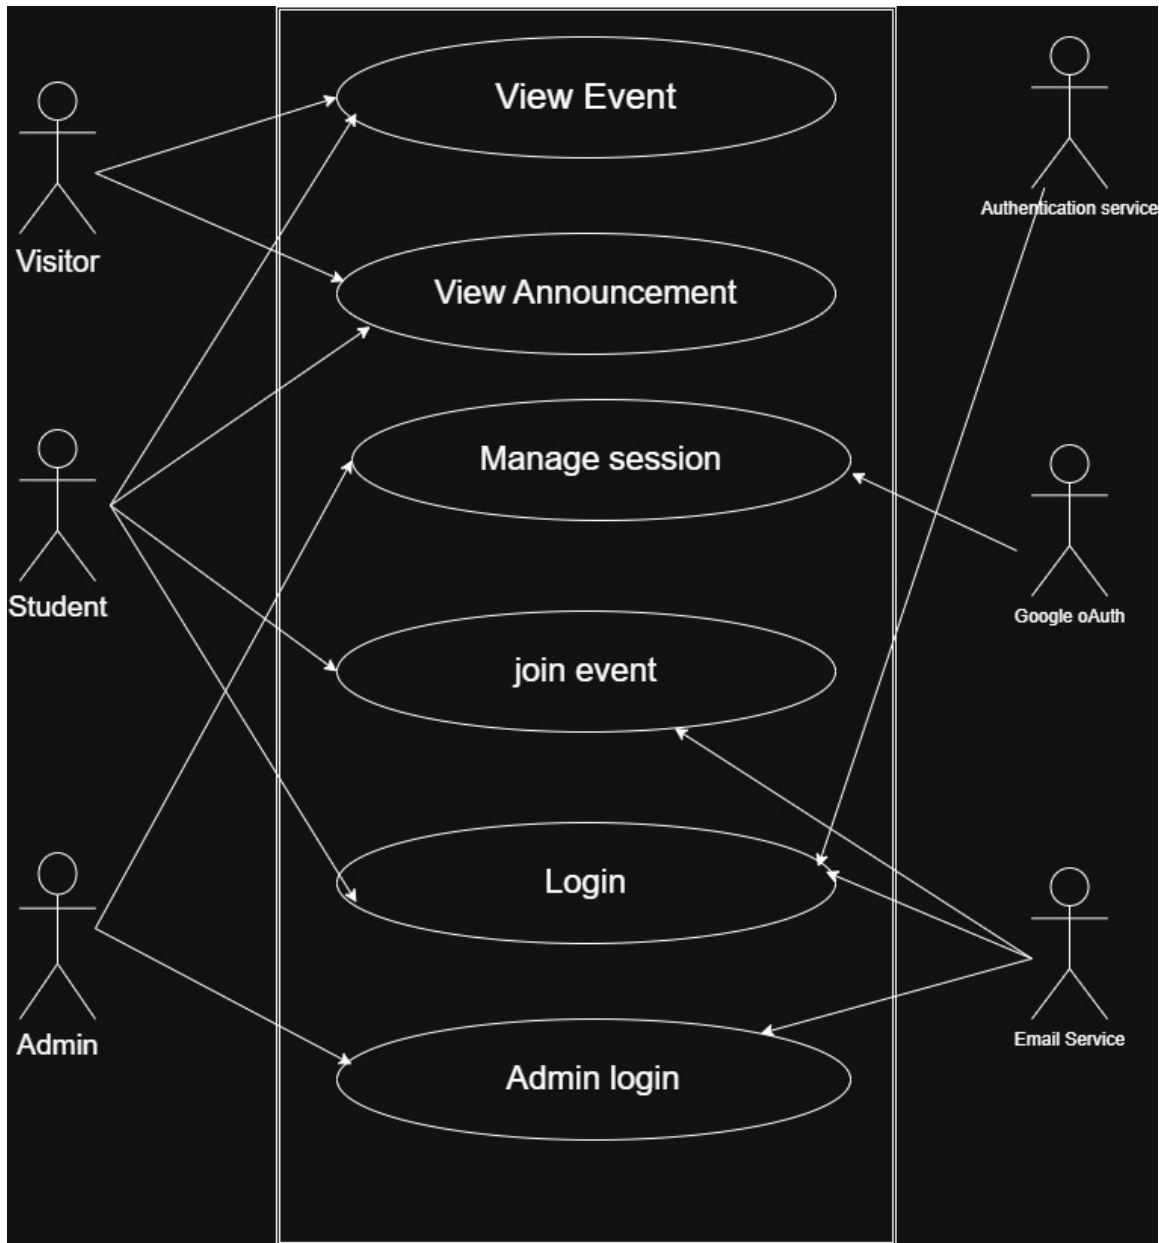 View Event
Visitor
Authentication service
View Announcement
Manage session
Student
Google oAuth
join event
Login
Admin
Email Service
Admin login